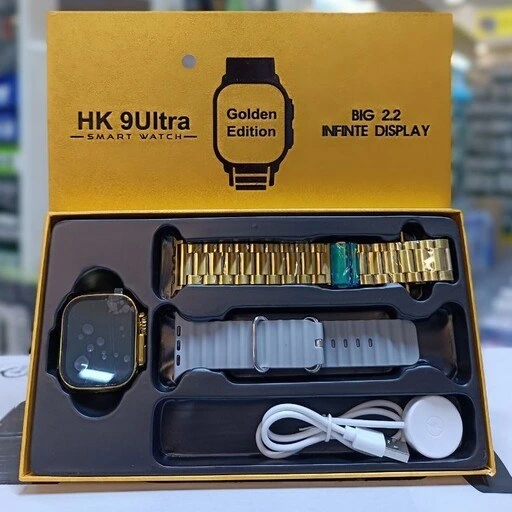 HK 9Ultra
SMART WATCH
Golden
Edition
BIG 2.2
INFINTE DISPLAY